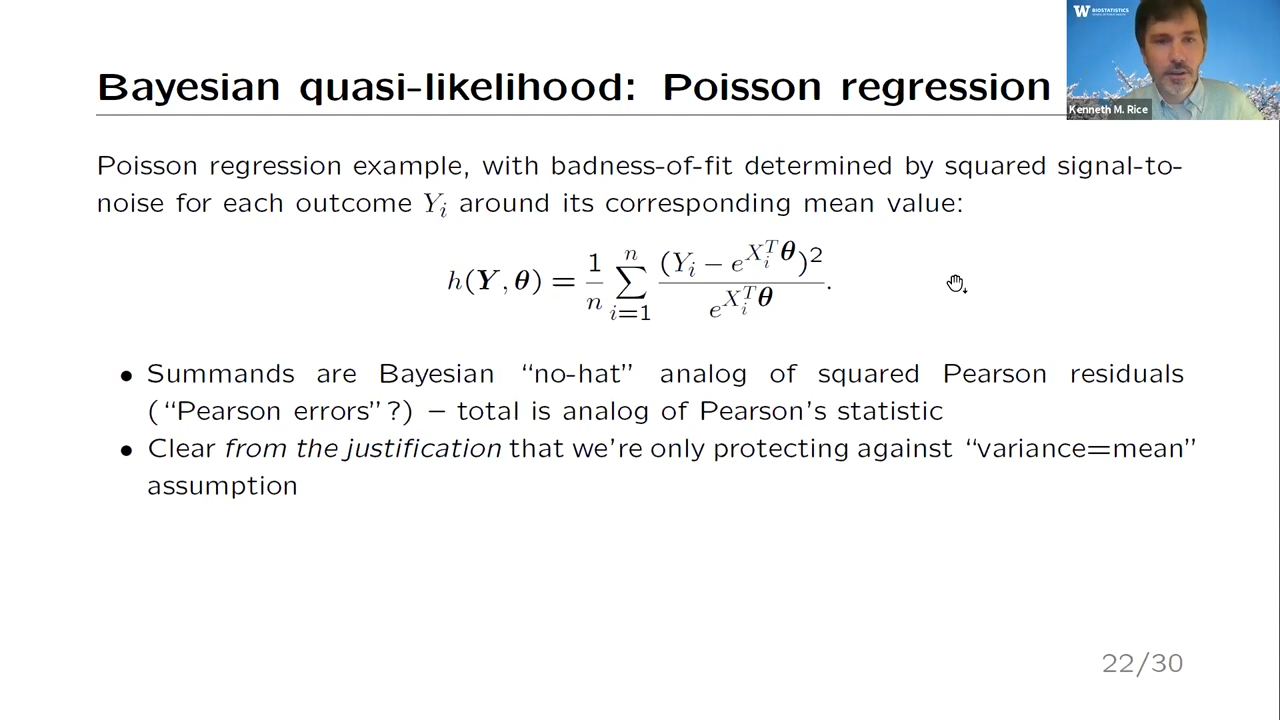 W BIOSTATISTICS
Kenneth M. Rice
Bayesian quasi-likelihood: Poisson regression
Poisson regression example, with badness-of-fit determined by squared signal-to-
noise for each outcome Y_i around its corresponding mean value:
h(Y, θ) = \frac{1}{n} \sum_{i=1}^{n} \frac{(Y_i − e^{X_i^T θ})^2}{e^{X_i^T θ}}.
• Summands are Bayesian “no-hat” analog of squared Pearson residuals
(“Pearson errors”?) – total is analog of Pearson’s statistic
• Clear from the justification that we’re only protecting against “variance=mean”
assumption
22/30